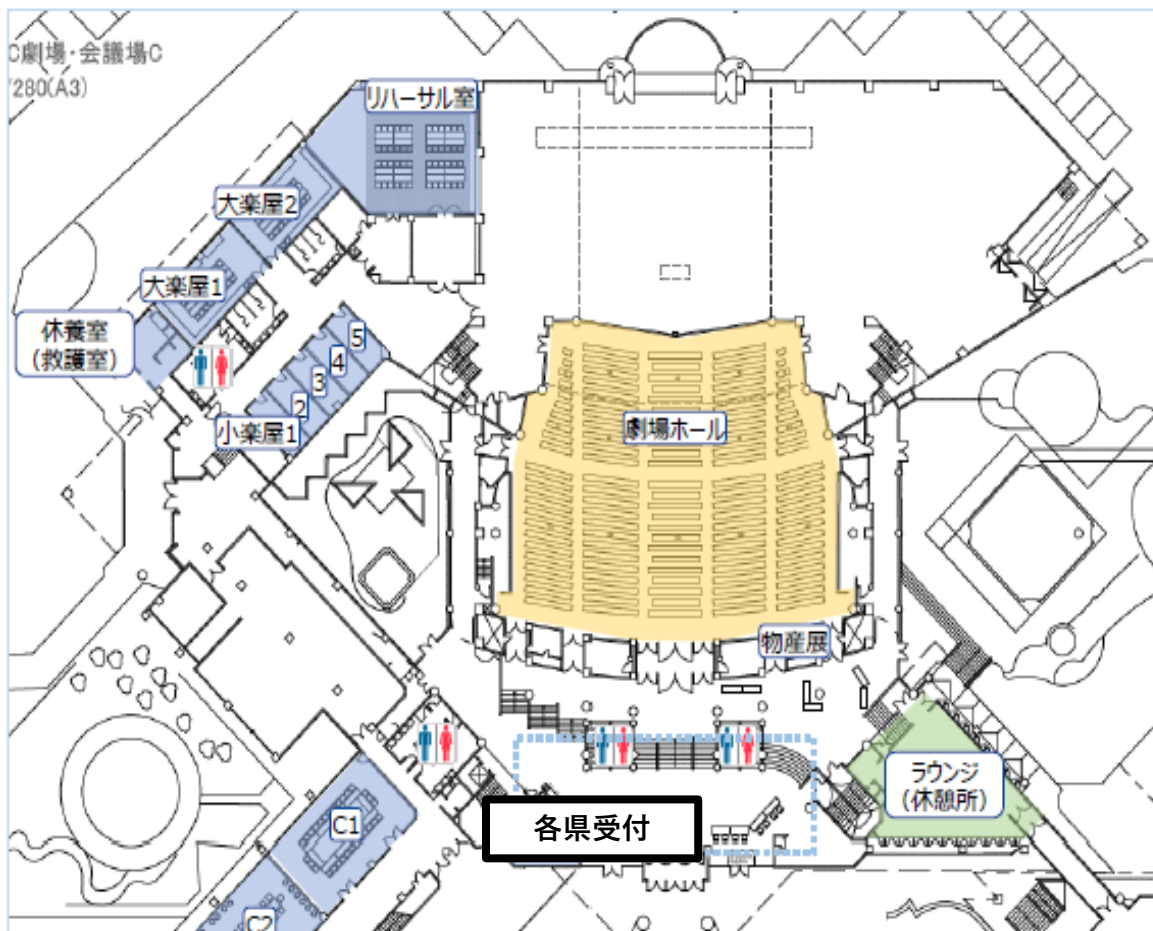 C劇場・会議場C
/280(A3)
リハーサル室
大楽屋2
大楽屋1
休養室
（救護室）
5
4
3
2
小楽屋1
劇場ホール
物産展
ラウンジ
（休憩所）
各県受付
C1
C2